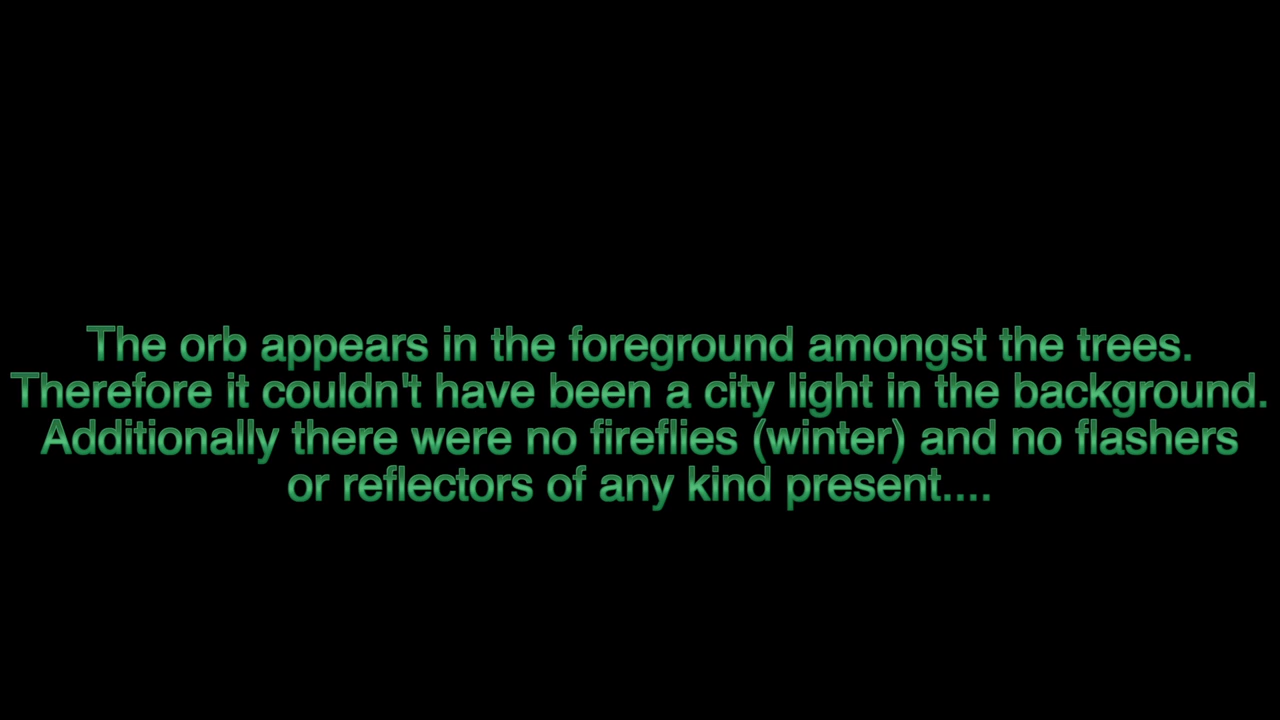 The orb appears in the foreground amongst the trees.
Therefore it couldn't have been a city light in the background.
Additionally there were no fireflies (winter) and no flashers
or reflectors of any kind present....